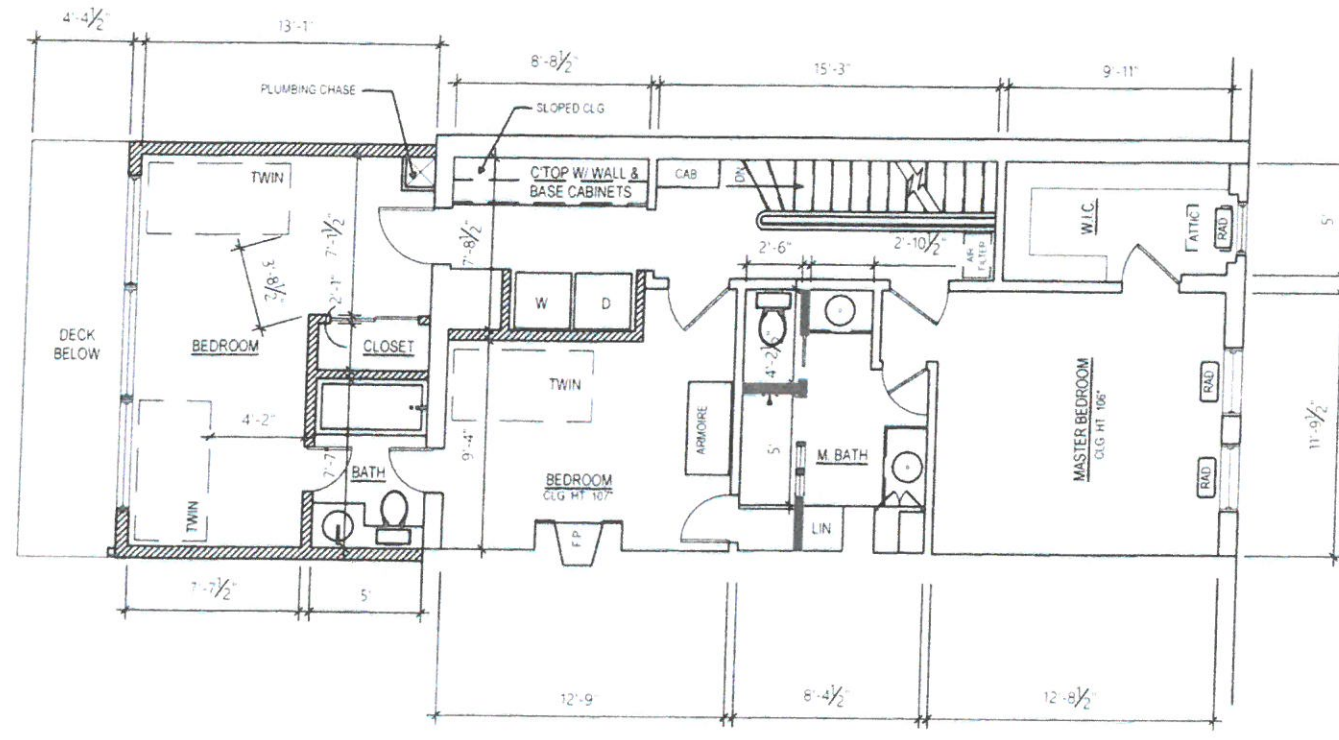 4'-4½"
13'-1"
8'-8½"
15'-3"
9'-11"
PLUMBING CHASE
SLOPED CLG
TWIN
C'TOP W/ WALL &
BASE CABINETS
CAB
DN
W.I.C.
ATTIC
RAD
5'
7'-1½"
7'-8½"
3'-8½"
2'-1"
2'-6"
2'-10½"
AIR
FILTER
W
D
DECK
BELOW
BEDROOM
CLOSET
4'-2½"
TWIN
ARMOIRE
MASTER BEDROOM
CLG HT 106"
RAD
11'-9½"
4'-2"
9'-4"
5'
M. BATH
7'-7"
BATH
BEDROOM
CLG HT 107"
RAD
TWIN
F.P.
LIN
7'-7½"
5'
12'-9"
8'-4½"
12'-8½"